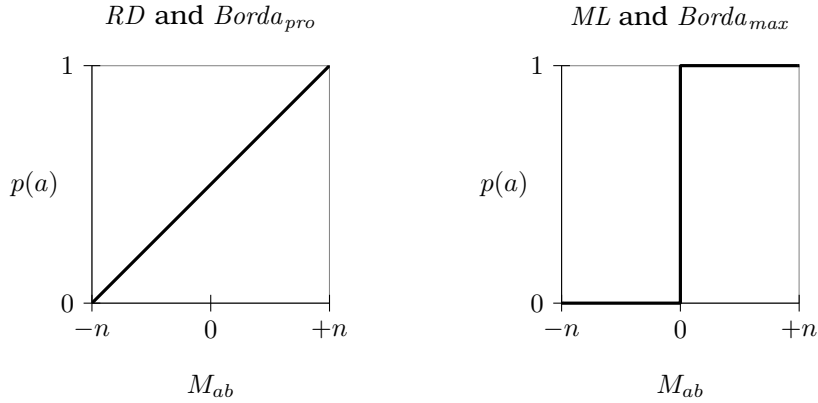 RD and Borda_pro
1
p(a)
0
−n
0
+n
M_ab
ML and Borda_max
1
p(a)
0
−n
0
+n
M_ab